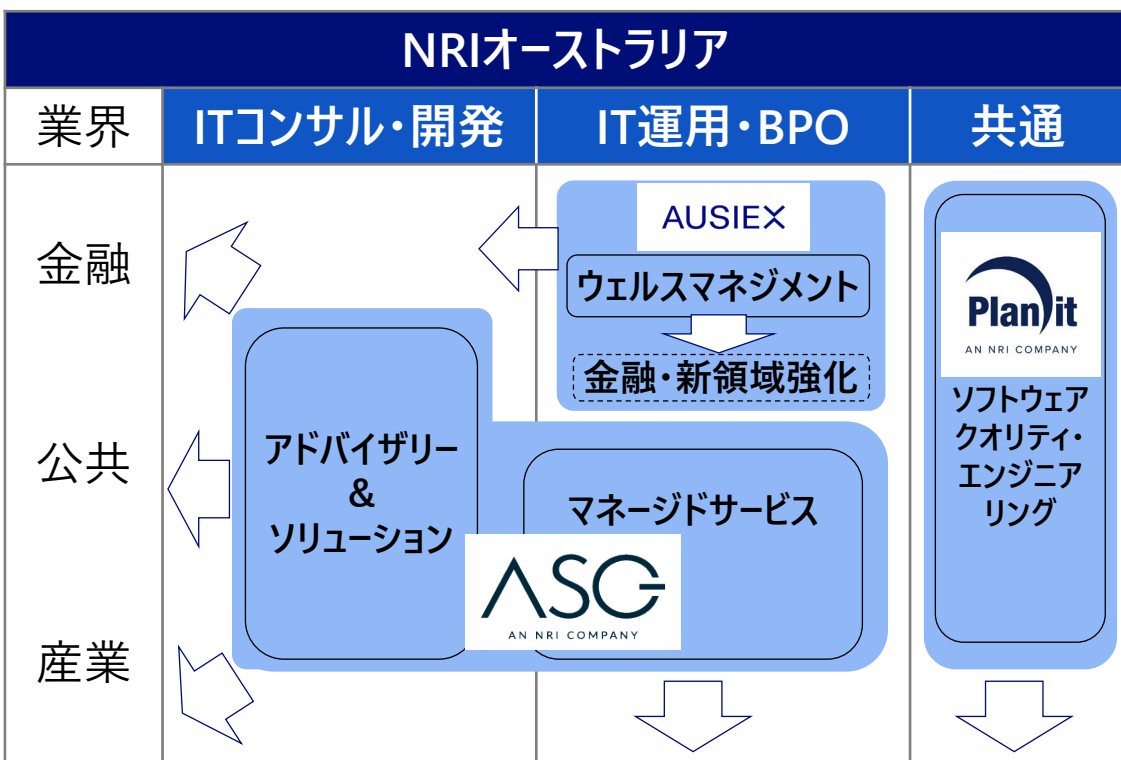 NRIオーストラリア
業界
ITコンサル・開発
IT運用・BPO
共通
金融
AUSIEX
ウェルスマネジメント
金融・新領域強化
Planit
AN NRI COMPANY
ソフトウェア
クオリティ・
エンジニア
リング
公共
アドバイザリー
&
ソリューション
マネージドサービス
ASG
AN NRI COMPANY
産業